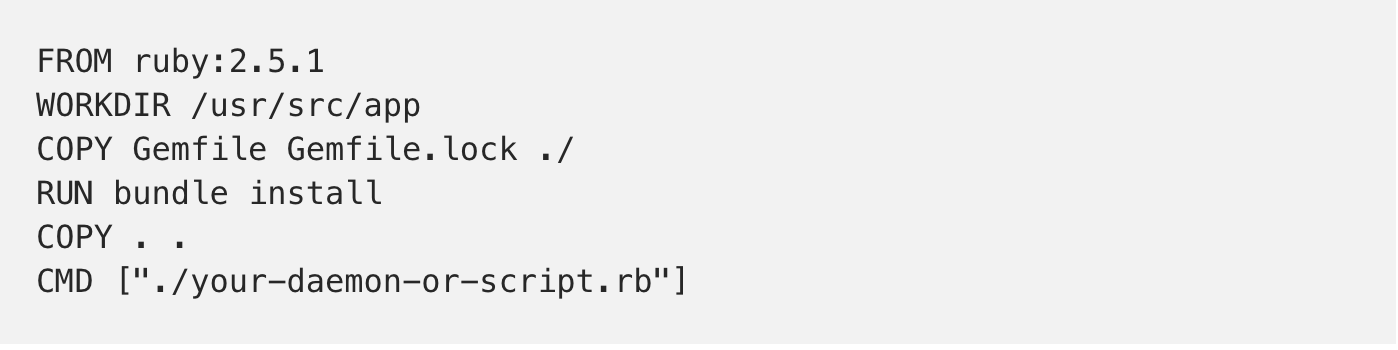 FROM ruby:2.5.1
WORKDIR /usr/src/app
COPY Gemfile Gemfile.lock ./
RUN bundle install
COPY . .
CMD ["./your-daemon-or-script.rb"]